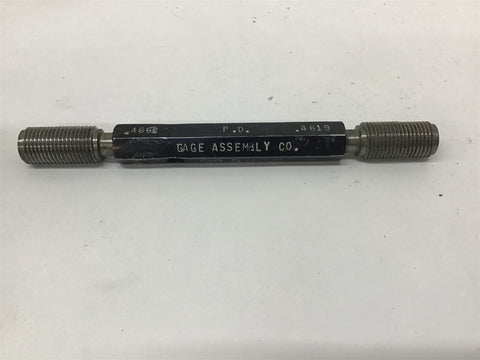 P.D. .4619
GAGE ASSEMBLY CO.